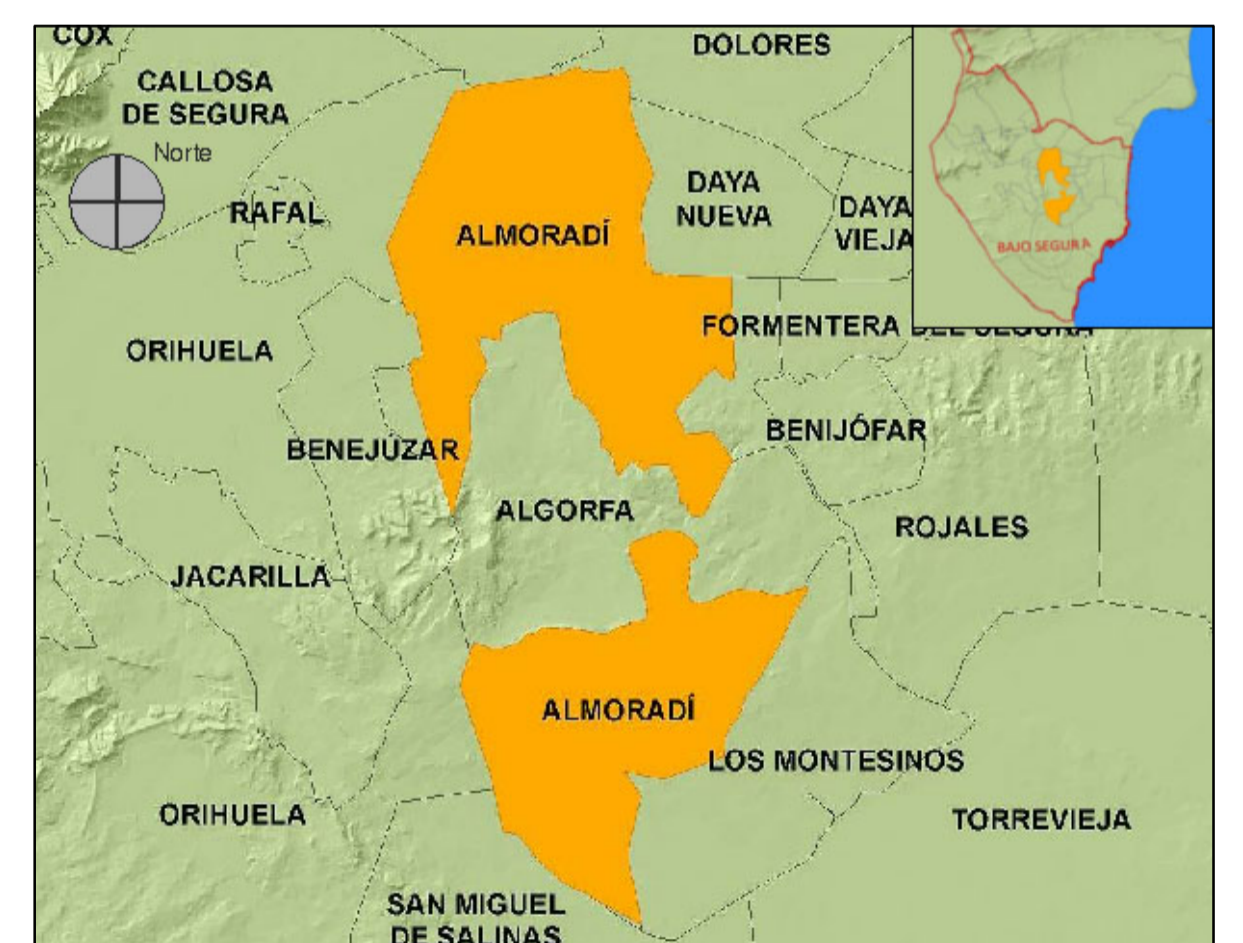 COX
DOLORES
CALLOSA
DE SEGURA
Norte
RAFAL
DAYA
NUEVA
DAYA
VIEJA
ALMORADÍ
BAJO SEGURA
FORMENTERA DEL SEGURA
ORIHUELA
BENEJÚZAR
BENIJÓFAR
ALGORFA
ROJALES
JACARILLA
ALMORADÍ
LOS MONTESINOS
ORIHUELA
TORREVIEJA
SAN MIGUEL
DE SALINAS